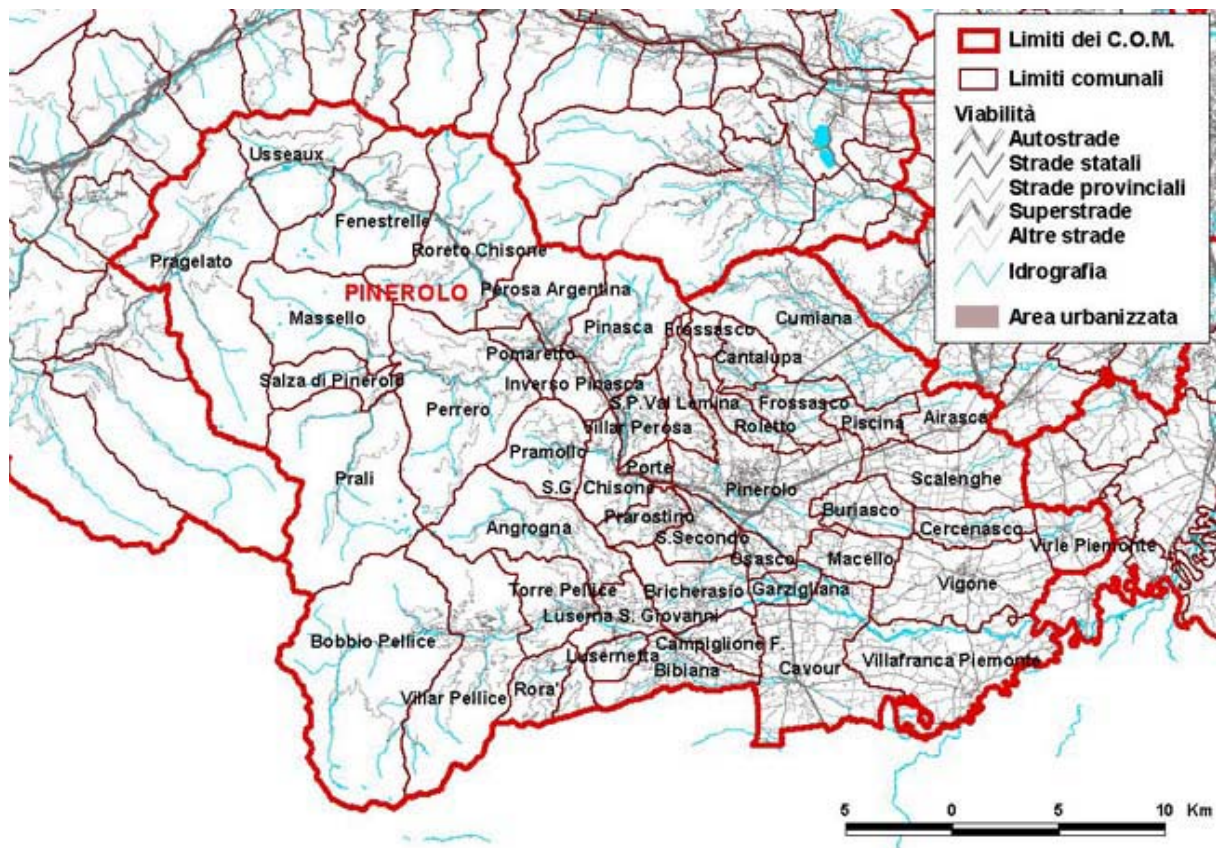 Limiti dei C.O.M.
Limiti comunali
Viabilità
Autostrade
Strade statali
Strade provinciali
Superstrade
Altre strade
Idrografia
Area urbanizzata
Usseaux
Fenestrelle
Roreto Chisone
Pragelato
PINEROLO
Perosa Argentina
Massello
Pinasca
Frossasco
Cumiana
Pomaretto
Cantalupa
Salza di Pinerolo
Inverso Pinasca
Perrero
S.P.Val Lemina
Frossasco
Villar Perosa
Roletto
Piscina
Airasca
Pramollo
Porte
Prali
S.G. Chisone
Pinerolo
Scalenghe
Prarostino
Buriasco
Angrogna
S.Secondo
Cercenasco
Osasco
Macello
Virle Piemonte
Torre Pellice
Bricherasio
Garzigliana
Vigone
Luserna S. Giovanni
Bobbio Pellice
Campiglione F.
Lusernetta
Bibiana
Cavour
Villafranca Piemonte
Villar Pellice
Rora'
5 0 5 10 Km